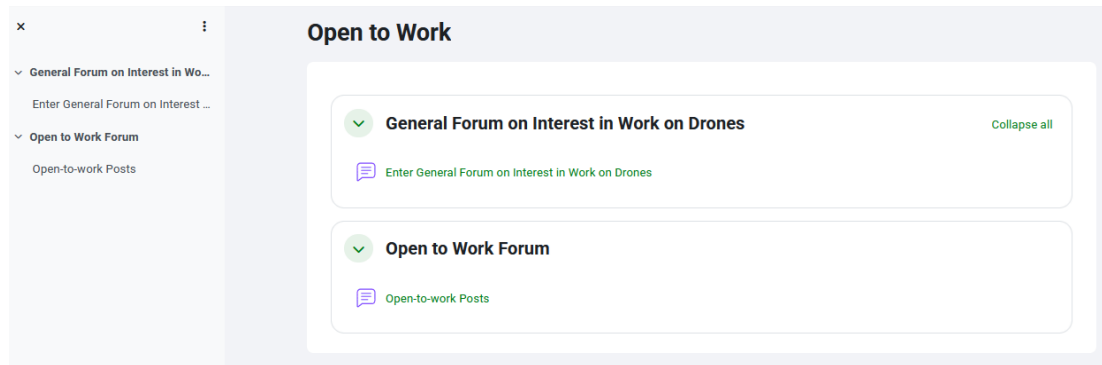 General Forum on Interest in Wo...
Enter General Forum on Interest ...
Open to Work Forum
Open-to-work Posts
Open to Work
General Forum on Interest in Work on Drones
Collapse all
Enter General Forum on Interest in Work on Drones
Open to Work Forum
Open-to-work Posts